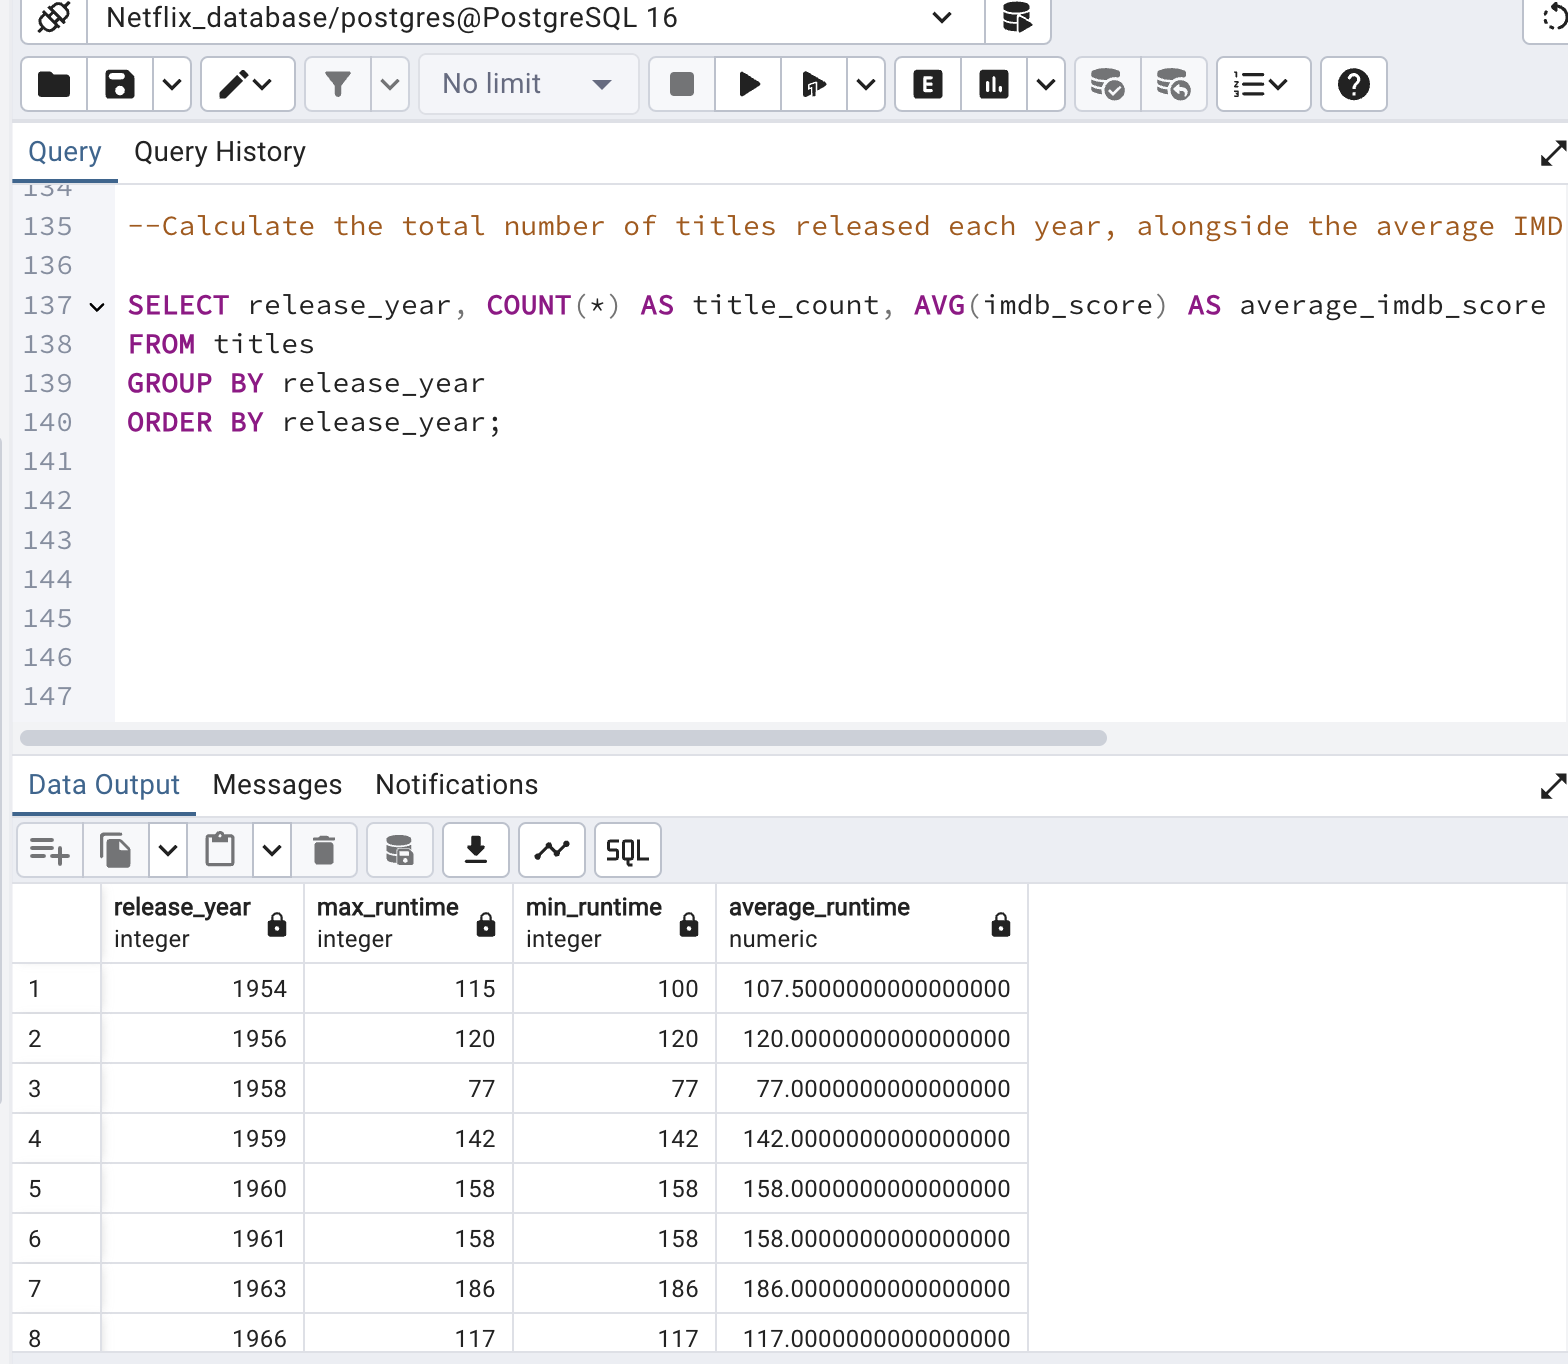 Netflix_database/postgres@PostgreSQL 16
No limit
E
Query Query History
134
135 --Calculate the total number of titles released each year, alongside the average IMD
136
137 SELECT release_year, COUNT(*) AS title_count, AVG(imdb_score) AS average_imdb_score
138 FROM titles
139 GROUP BY release_year
140 ORDER BY release_year;
141
142
143
144
145
146
147
Data Output Messages Notifications
SQL
release_year max_runtime min_runtime average_runtime
integer integer integer numeric
1 1954 115 100 107.5000000000000000
2 1956 120 120 120.0000000000000000
3 1958 77 77 77.0000000000000000
4 1959 142 142 142.0000000000000000
5 1960 158 158 158.0000000000000000
6 1961 158 158 158.0000000000000000
7 1963 186 186 186.0000000000000000
8 1966 117 117 117.0000000000000000